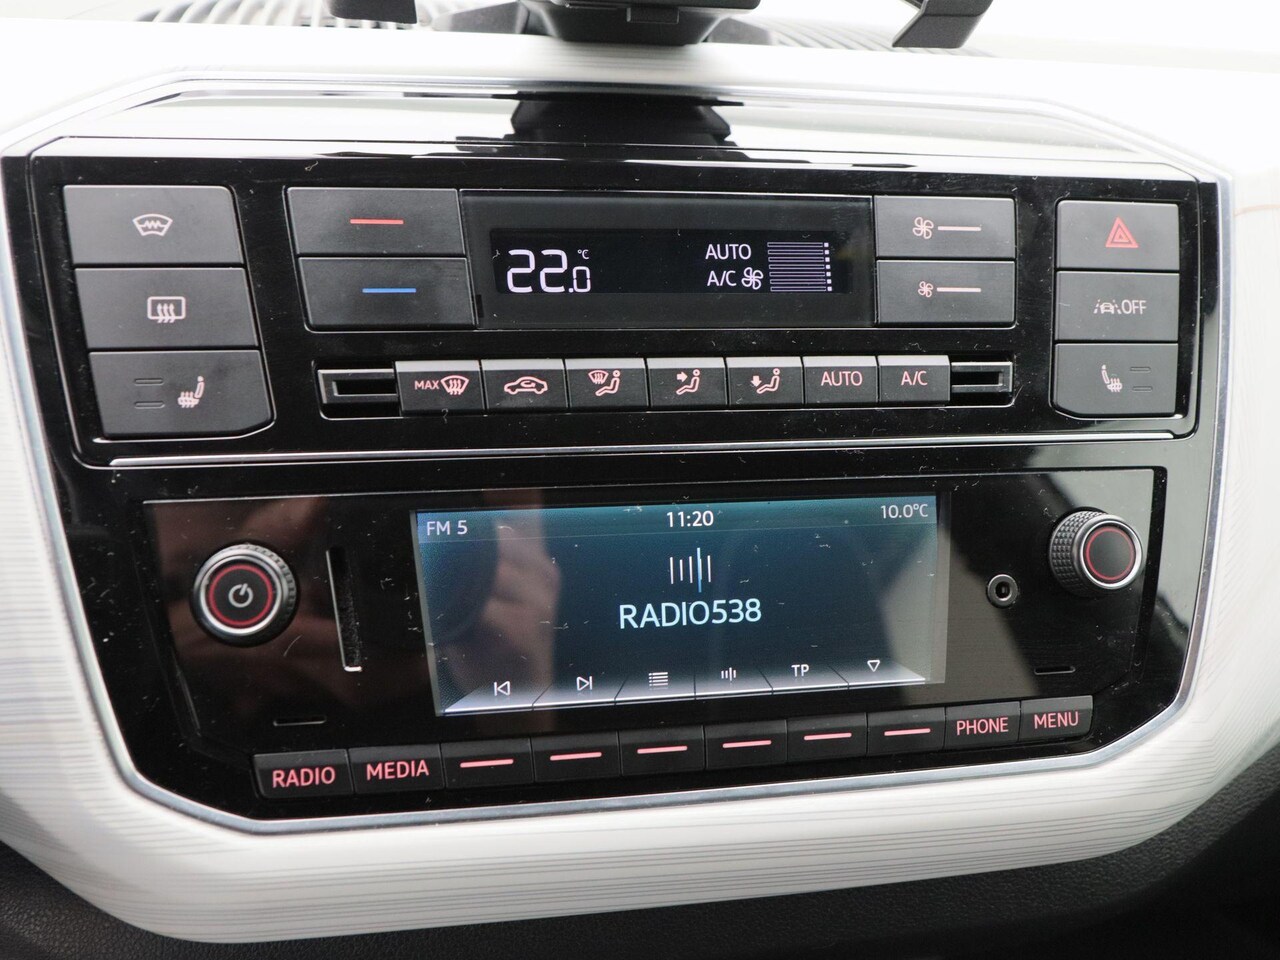 22.0 °C
AUTO
A/C
OFF
MAX
AUTO
A/C
FM 5
11:20
10.0°C
RADIO538
TP
RADIO
MEDIA
PHONE
MENU